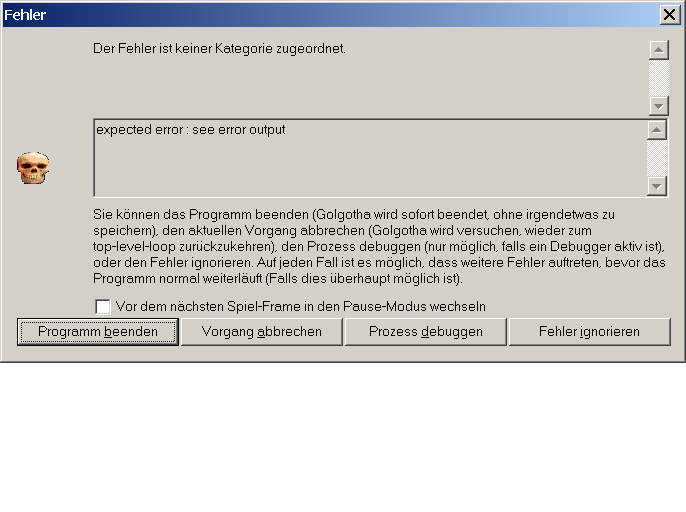 Fehler
Der Fehler ist keiner Kategorie zugeordnet.
expected error : see error output
Sie können das Programm beenden (Golgotha wird sofort beendet, ohne irgendetwas zu
speichern), den aktuellen Vorgang abbrechen (Golgotha wird versuchen, wieder zum
top-level-loop zurückzukehren), den Prozess debuggen (nur möglich, falls ein Debugger aktiv ist),
oder den Fehler ignorieren. Auf jeden Fall ist es möglich, dass weitere Fehler auftreten, bevor das
Programm normal weiterläuft (Falls dies überhaupt möglich ist).
Vor dem nächsten Spiel-Frame in den Pause-Modus wechseln
Programm beenden Vorgang abbrechen Prozess debuggen Fehler ignorieren